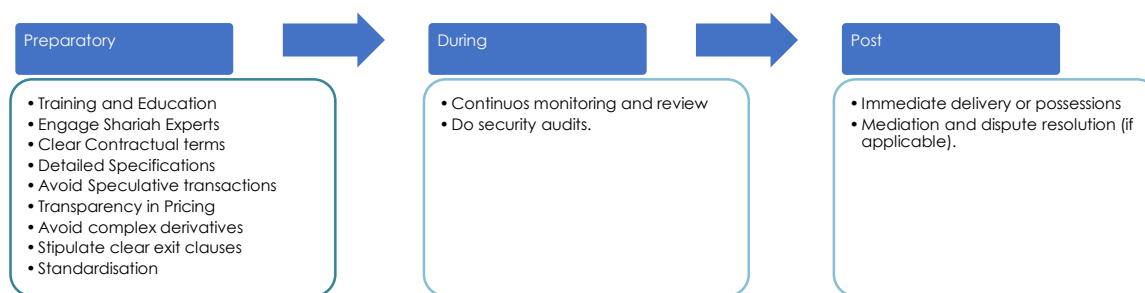 Preparatory
• Training and Education
• Engage Shariah Experts
• Clear Contractual terms
• Detailed Specifications
• Avoid Speculative transactions
• Transparency in Pricing
• Avoid complex derivatives
• Stipulate clear exit clauses
• Standardisation
During
• Continuos monitoring and review
• Do security audits.
Post
• Immediate delivery or possessions
• Mediation and dispute resolution (if
applicable).